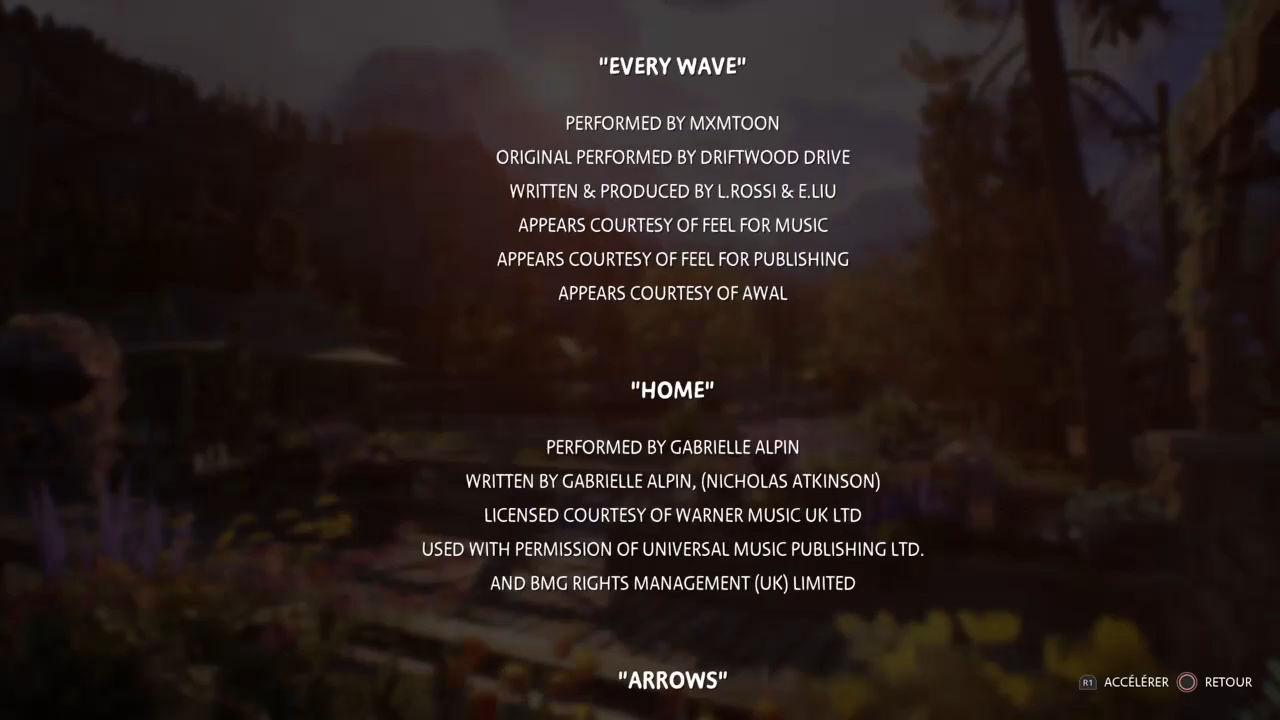 "EVERY WAVE"
PERFORMED BY MXMTOON
ORIGINAL PERFORMED BY DRIFTWOOD DRIVE
WRITTEN & PRODUCED BY L.ROSSI & E.LIU
APPEARS COURTESY OF FEEL FOR MUSIC
APPEARS COURTESY OF FEEL FOR PUBLISHING
APPEARS COURTESY OF AWAL
"HOME"
PERFORMED BY GABRIELLE ALPIN
WRITTEN BY GABRIELLE ALPIN, (NICHOLAS ATKINSON)
LICENSED COURTESY OF WARNER MUSIC UK LTD
USED WITH PERMISSION OF UNIVERSAL MUSIC PUBLISHING LTD.
AND BMG RIGHTS MANAGEMENT (UK) LIMITED
"ARROWS"
R1 ACCÉLÉRER RETOUR